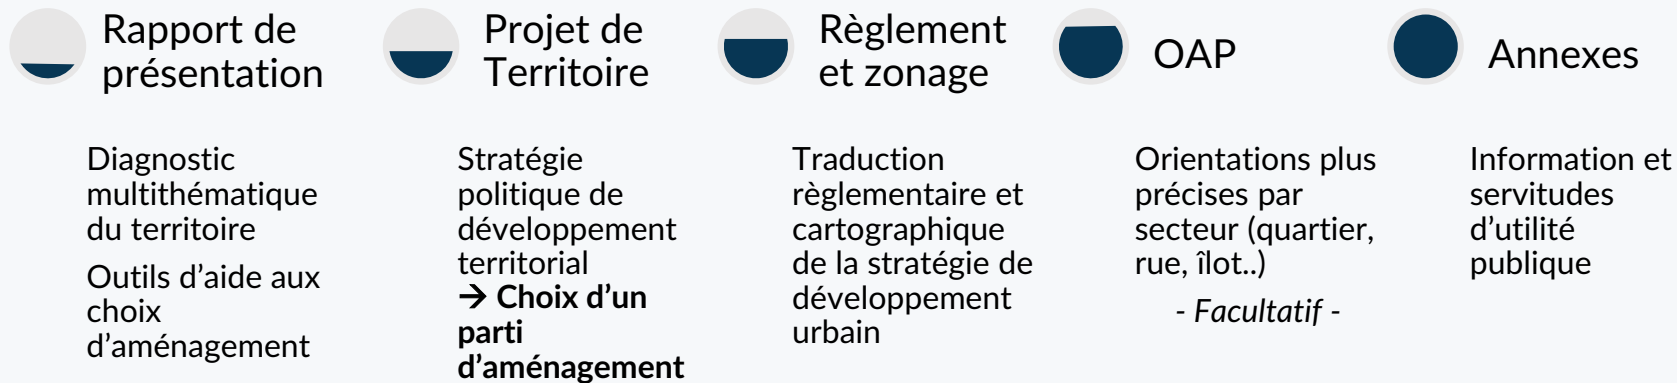 Rapport de
présentation
Diagnostic
multithématique
du territoire
Outils d’aide aux
choix
d’aménagement
Projet de
Territoire
Stratégie
politique de
développement
territorial
→ Choix d’un
parti
d’aménagement
Règlement
et zonage
Traduction
règlementaire et
cartographique
de la stratégie de
développement
urbain
OAP
Orientations plus
précises par
secteur (quartier,
rue, îlot..)
- Facultatif -
Annexes
Information et
servitudes
d’utilité
publique